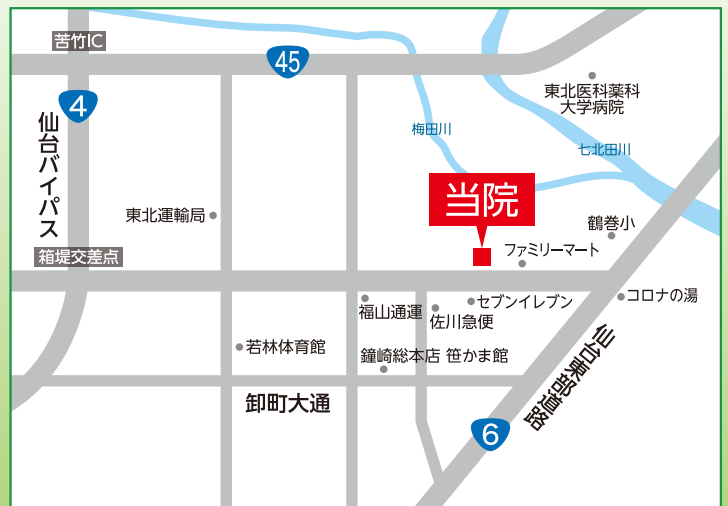 苦竹IC
45
4
仙台バイパス
東北医科薬科
大学病院
梅田川
七北田川
当院
東北運輸局
鶴巻小
ファミリーマート
箱堤交差点
コロナの湯
セブンイレブン
福山通運
佐川急便
仙台東部道路
若林体育館
鐘崎総本店 笹かま館
卸町大通
6